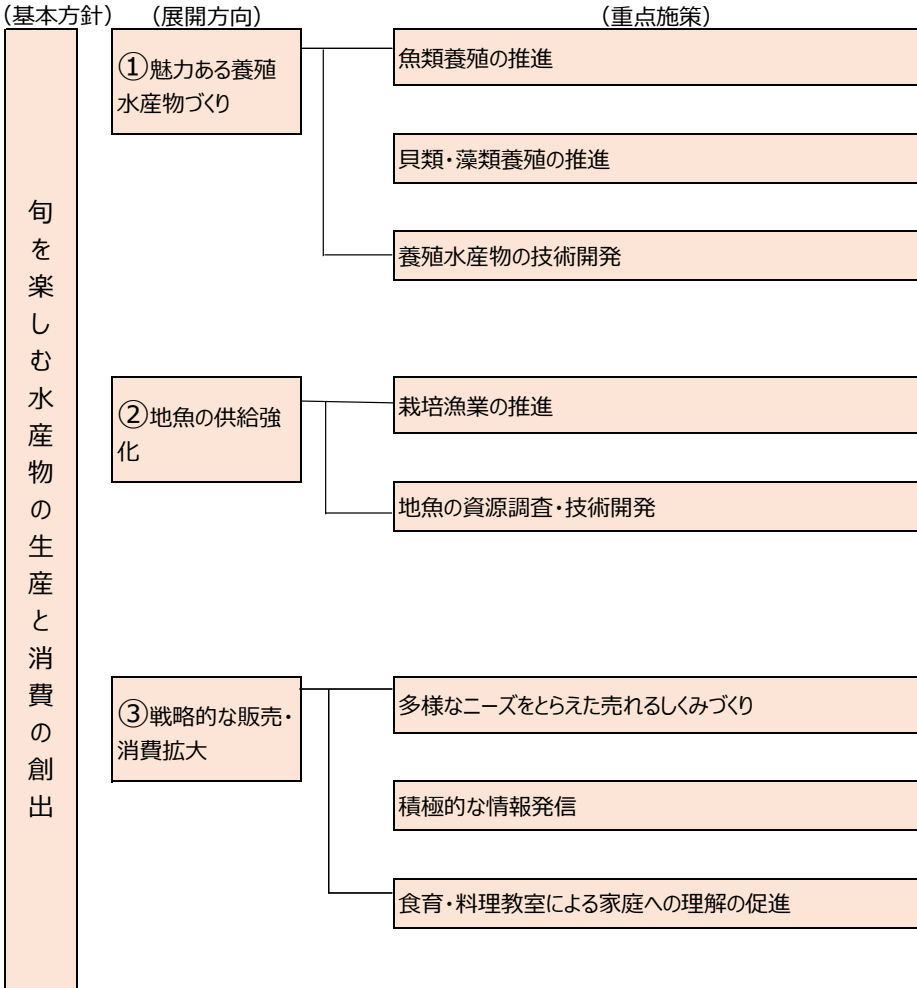 （基本方針）
（展開方向）
（重点施策）
旬を楽しむ水産物の生産と消費の創出
①魅力ある養殖
水産物づくり
魚類養殖の推進
貝類・藻類養殖の推進
養殖水産物の技術開発
②地魚の供給強
化
栽培漁業の推進
地魚の資源調査・技術開発
③戦略的な販売・
消費拡大
多様なニーズをとらえた売れるしくみづくり
積極的な情報発信
食育・料理教室による家庭への理解の促進